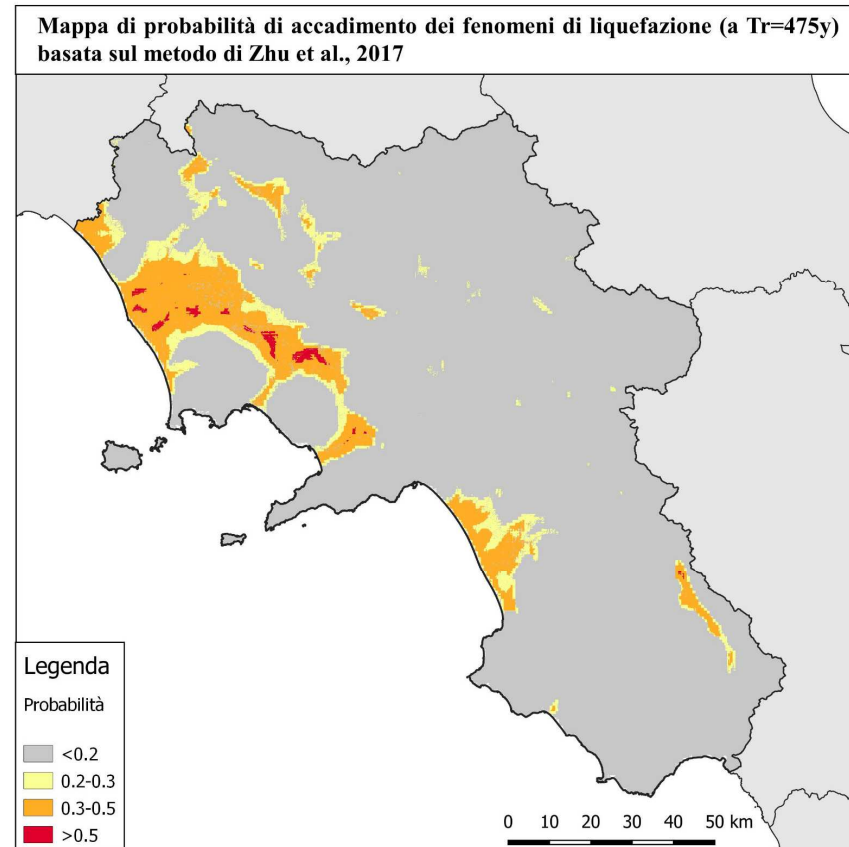 Mappa di probabilità di accadimento dei fenomeni di liquefazione (a Tr=475y)
basata sul metodo di Zhu et al., 2017
Legenda
Probabilità
<0.2
0.2-0.3
0.3-0.5
>0.5
0 10 20 30 40 50 km